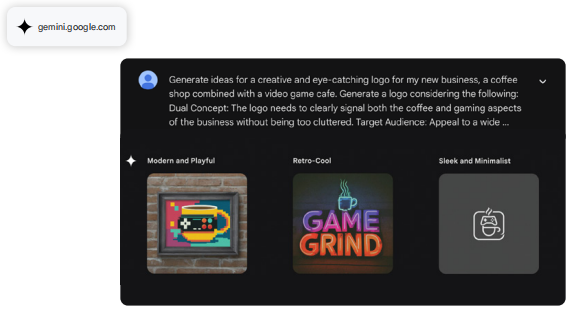 gemini.google.com
Generate ideas for a creative and eye-catching logo for my new business, a coffee
shop combined with a video game cafe. Generate a logo considering the following:
Dual Concept: The logo needs to clearly signal both the coffee and gaming aspects
of the business without being too cluttered. Target Audience: Appeal to a wide ...
Modern and Playful
Retro-Cool
Sleek and Minimalist
GAME
GRIND